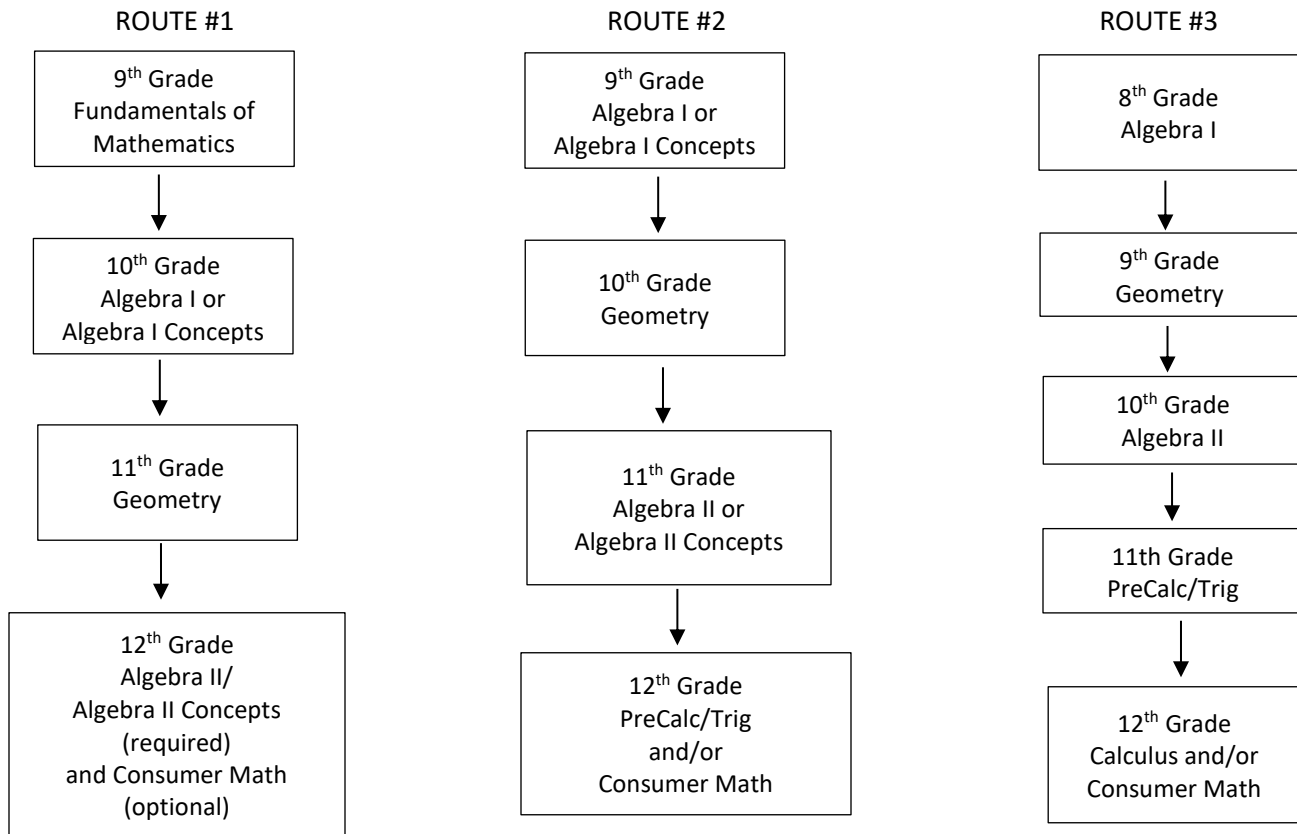 ROUTE #1
9th Grade
Fundamentals of
Mathematics
10th Grade
Algebra I or
Algebra I Concepts
11th Grade
Geometry
12th Grade
Algebra II/
Algebra II Concepts
(required)
and Consumer Math
(optional)
ROUTE #2
9th Grade
Algebra I or
Algebra I Concepts
10th Grade
Geometry
11th Grade
Algebra II or
Algebra II Concepts
12th Grade
PreCalc/Trig
and/or
Consumer Math
ROUTE #3
8th Grade
Algebra I
9th Grade
Geometry
10th Grade
Algebra II
11th Grade
PreCalc/Trig
12th Grade
Calculus and/or
Consumer Math